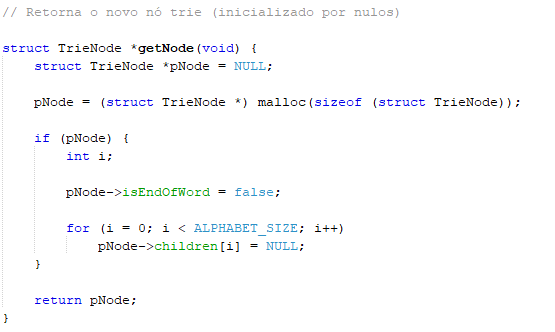 // Retorna o novo nó trie (inicializado por nulos)
struct TrieNode *getNode(void) {
struct TrieNode *pNode = NULL;
pNode = (struct TrieNode *) malloc(sizeof (struct TrieNode));
if (pNode) {
int i;
pNode->isEndOfWord = false;
for (i = 0; i < ALPHABET_SIZE; i++)
pNode->children[i] = NULL;
}
return pNode;
}